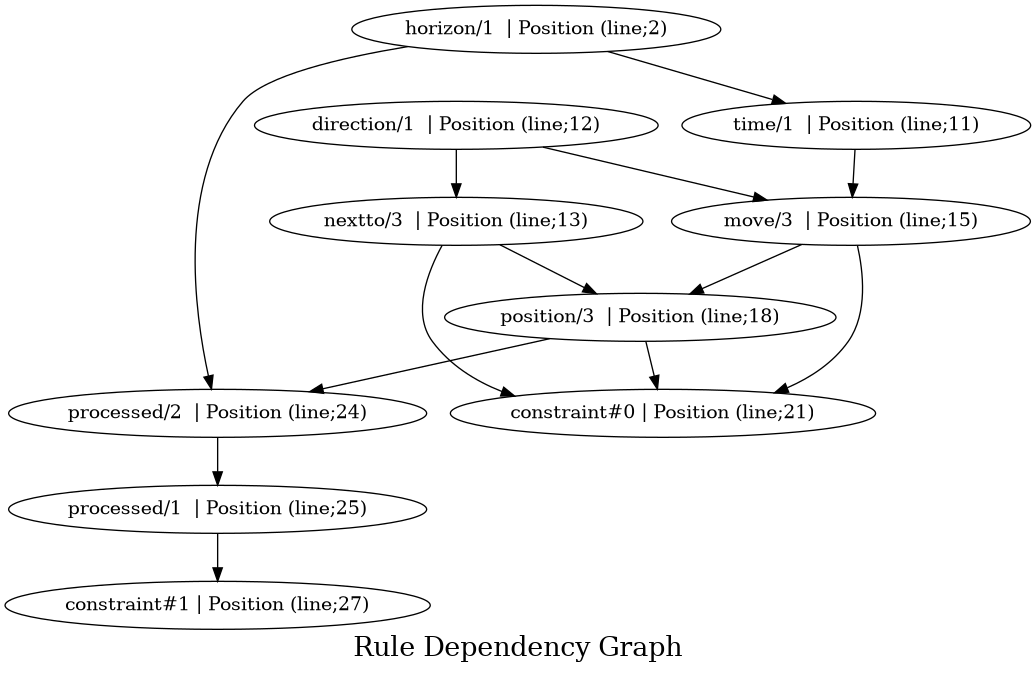 horizon/1  | Position (line;2)
direction/1  | Position (line;12)
time/1  | Position (line;11)
nextto/3  | Position (line;13)
move/3  | Position (line;15)
position/3  | Position (line;18)
processed/2  | Position (line;24)
constraint#0 | Position (line;21)
processed/1  | Position (line;25)
constraint#1 | Position (line;27)
Rule Dependency Graph